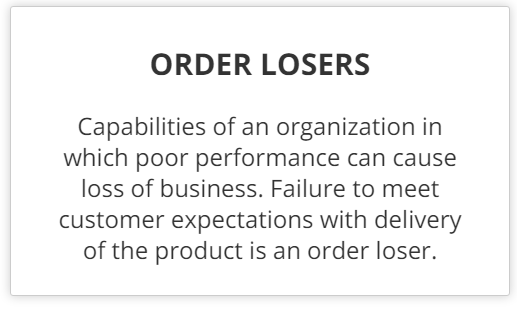 ORDER LOSERS
Capabilities of an organization in
which poor performance can cause
loss of business. Failure to meet
customer expectations with delivery
of the product is an order loser.